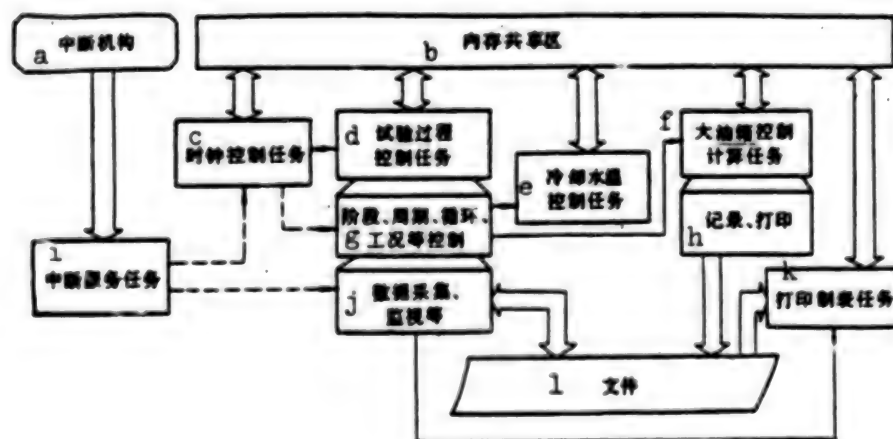 a 中断机构
b 内存共享区
c
时钟控制任务
d 试验过程
控制任务
e 冷却水温
控制任务
f 大油箱控制
计算任务
g 阶段、周期、循环、
工况等控制
h 记录、打印
i
中断服务任务
j 数据采集、
监视等
k
打印制表任务
l 文件